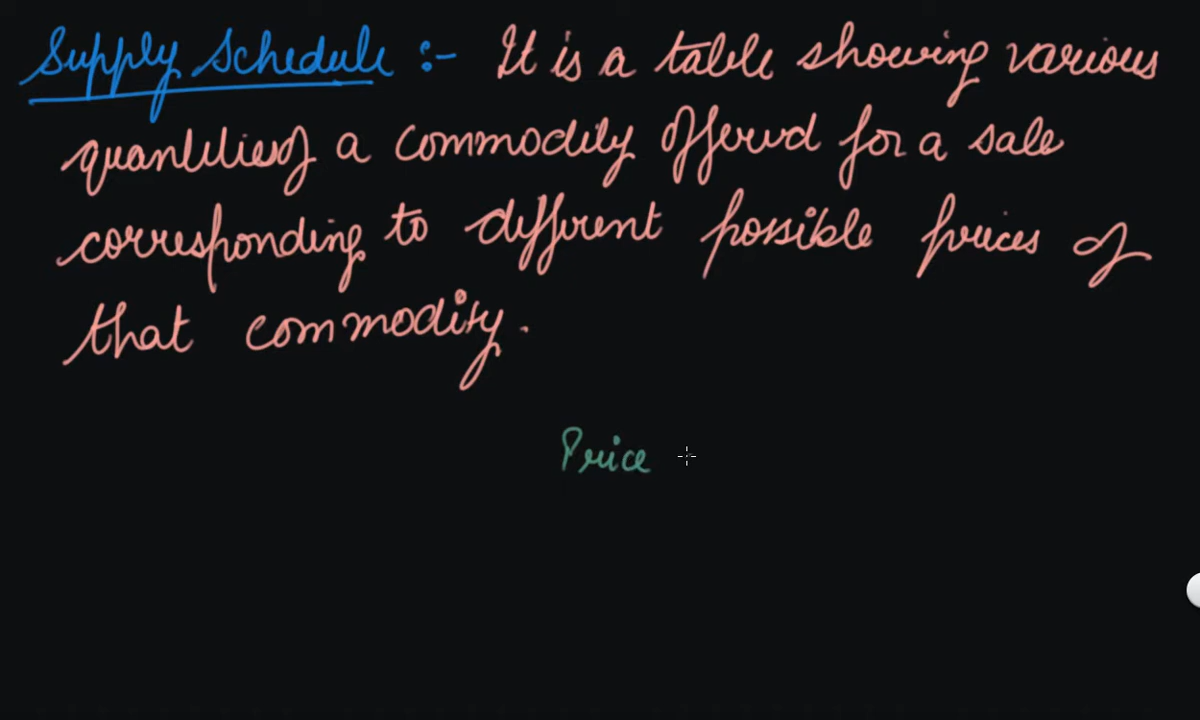 Supply Schedule :- It is a table showing various
quantities of a commodity offered for a sale
corresponding to different possible prices of
that commodity.
Price